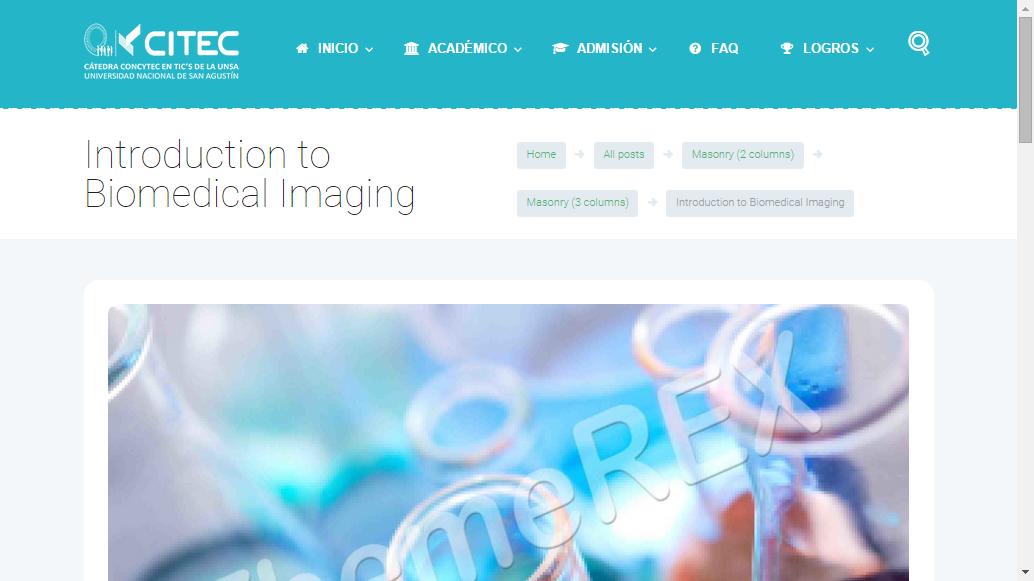 CITEC
CÁTEDRA CONCYTEC EN TIC'S DE LA UNSA
UNIVERSIDAD NACIONAL DE SAN AGUSTÍN
INICIO ACADÉMICO ADMISIÓN FAQ LOGROS
Introduction to
Biomedical Imaging
Home All posts Masonry (2 columns)
Masonry (3 columns) Introduction to Biomedical Imaging
ThemeREX